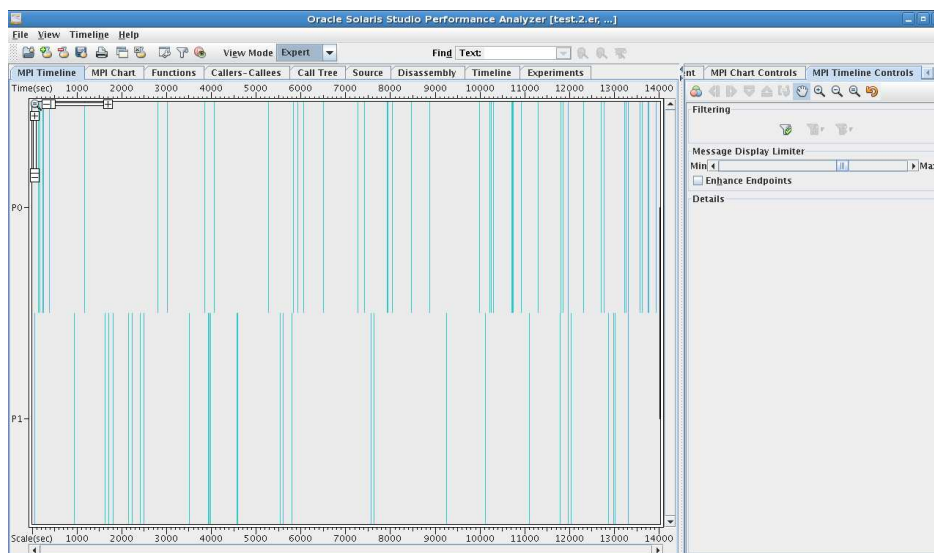 Oracle Solaris Studio Performance Analyzer [test.2.er, ...]
File View Timeline Help
View Mode Expert Find Text:
MPI Timeline MPI Chart Functions Callers-Callees Call Tree Source Disassembly Timeline Experiments
nt MPI Chart Controls MPI Timeline Controls
Time(sec) 1000 2000 3000 4000 5000 6000 7000 8000 9000 10000 11000 12000 13000 14000
Filtering
Message Display Limiter
Min Ma
Enhance Endpoints
Details
P0
P1
Scale(sec) 1000 2000 3000 4000 5000 6000 7000 8000 9000 10000 11000 12000 13000 14000